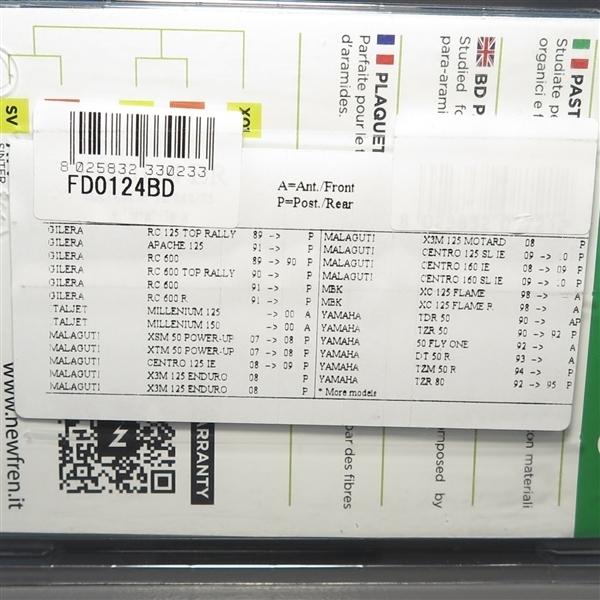 8 025832 330233
FD0124BD
A=Ant./Front
P=Post./Rear
GILERA RC 125 TOP RALLY 89 -> P
GILERA APACHE 125 91 -> P
GILERA RC 600 89 -> 90 P
GILERA RC 600 TOP RALLY 90 -> P
GILERA RC 600 91 -> P
GILERA RC 600 R 91 -> P
ITALJET MILLENIUM 125 -> 00 A
ITALJET MILLENIUM 150 -> 00 A
MALAGUTI XSM 50 POWER-UP 07 -> 08 P
MALAGUTI XTM 50 POWER-UP 07 -> 08 P
MALAGUTI CENTRO 125 IE 08 -> 09 P
MALAGUTI X3M 125 ENDURO 08 P
MALAGUTI X3M 125 ENDURO 08 P
MALAGUTI X3M 125 MOTARD 08 P
MALAGUTI CENTRO 125 SL IE 09 -> 10 P
MALAGUTI CENTRO 160 IE 08 -> 09 P
MALAGUTI CENTRO 160 SL IE 09 -> 10 P
MBK XC 125 FLAME 98 -> A
MBK XC 125 FLAME R 98 -> A
YAMAHA TDR 50 90 -> AP
YAMAHA TZR 50 90 -> 92 P
YAMAHA 50 FLY ONE 92 -> A
YAMAHA DT 50 R 93 -> A
YAMAHA TZM 50 R 94 -> P
YAMAHA TZR 80 92 -> 95 P
* More models
PLAQUET
Parfaite pour le
d'aramides.
BD P
Studied fo
para-arami
PAST
Studiate pe
organici e f
SV
SINTER
www.newfren.it
WARRANTY
par des fibres
composed by
con materiali